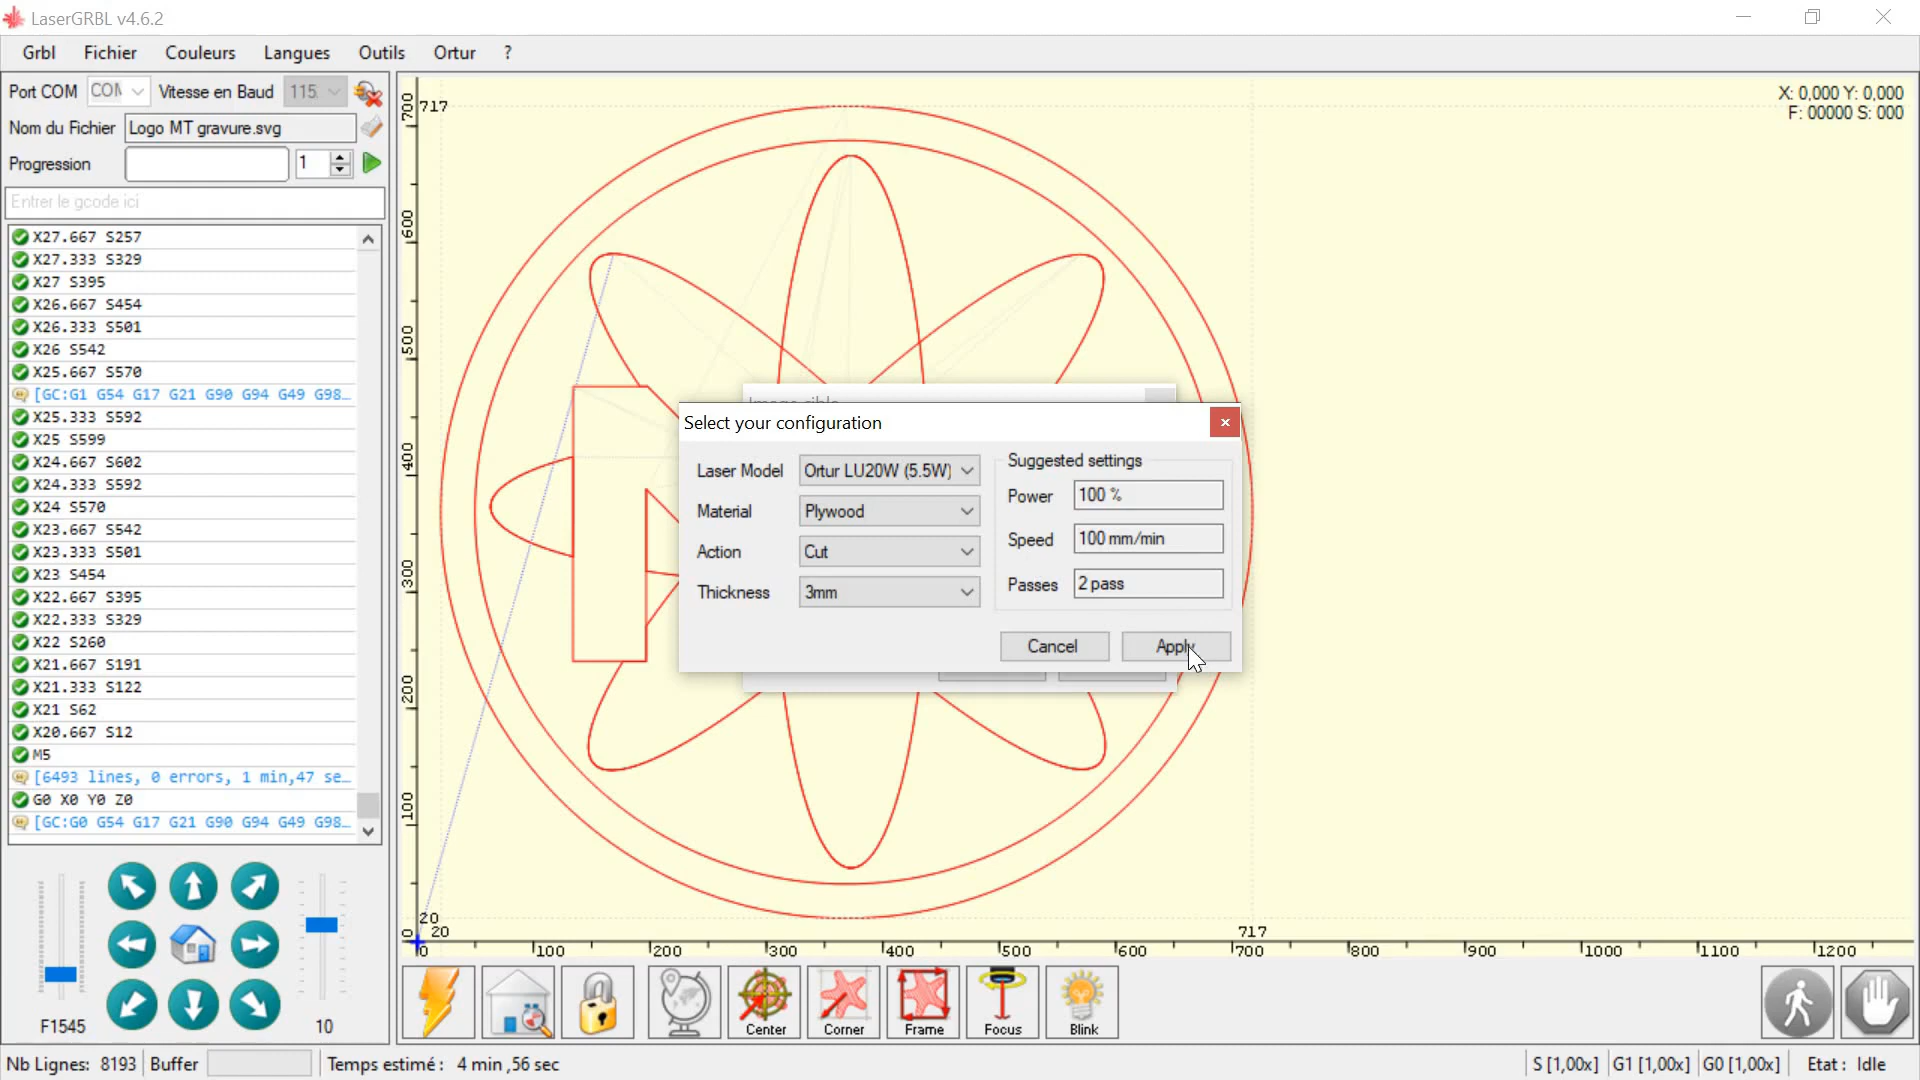 LaserGRBL v4.6.2
Grbl Fichier Couleurs Langues Outils Ortur ?
Port COM COM Vitesse en Baud 115
Nom du Fichier Logo MT gravure.svg
Progression 1
Entrer le gcode ici
X27.667 S257
X27.333 S329
X27 S395
X26.667 S454
X26.333 S501
X26 S542
X25.667 S570
[GC:G1 G54 G17 G21 G90 G94 G49 G98…
X25.333 S592
X25 S599
X24.667 S602
X24.333 S592
X24 S570
X23.667 S542
X23.333 S501
X23 S454
X22.667 S395
X22.333 S329
X22 S260
X21.667 S191
X21.333 S122
X21 S62
X20.667 S12
M5
[6493 lines, 0 errors, 1 min,47 se…
G0 X0 Y0 Z0
[GC:G0 G54 G17 G21 G90 G94 G49 G98…
F1545
10
X: 0,000 Y: 0,000
F: 00000 S: 000
717
700
600
500
400
300
200
100
0
20
20
717
0 100 200 300 400 500 600 700 800 900 1000 1100 1200
Image cible
Select your configuration
Laser Model Ortur LU20W (5.5W)
Material Plywood
Action Cut
Thickness 3mm
Suggested settings
Power 100 %
Speed 100 mm/min
Passes 2 pass
Cancel Apply
Center Corner Frame Focus Blink
Nb Lignes: 8193 Buffer Temps estimé: 4 min ,56 sec
S [1,00x] G1 [1,00x] G0 [1,00x] Etat: Idle